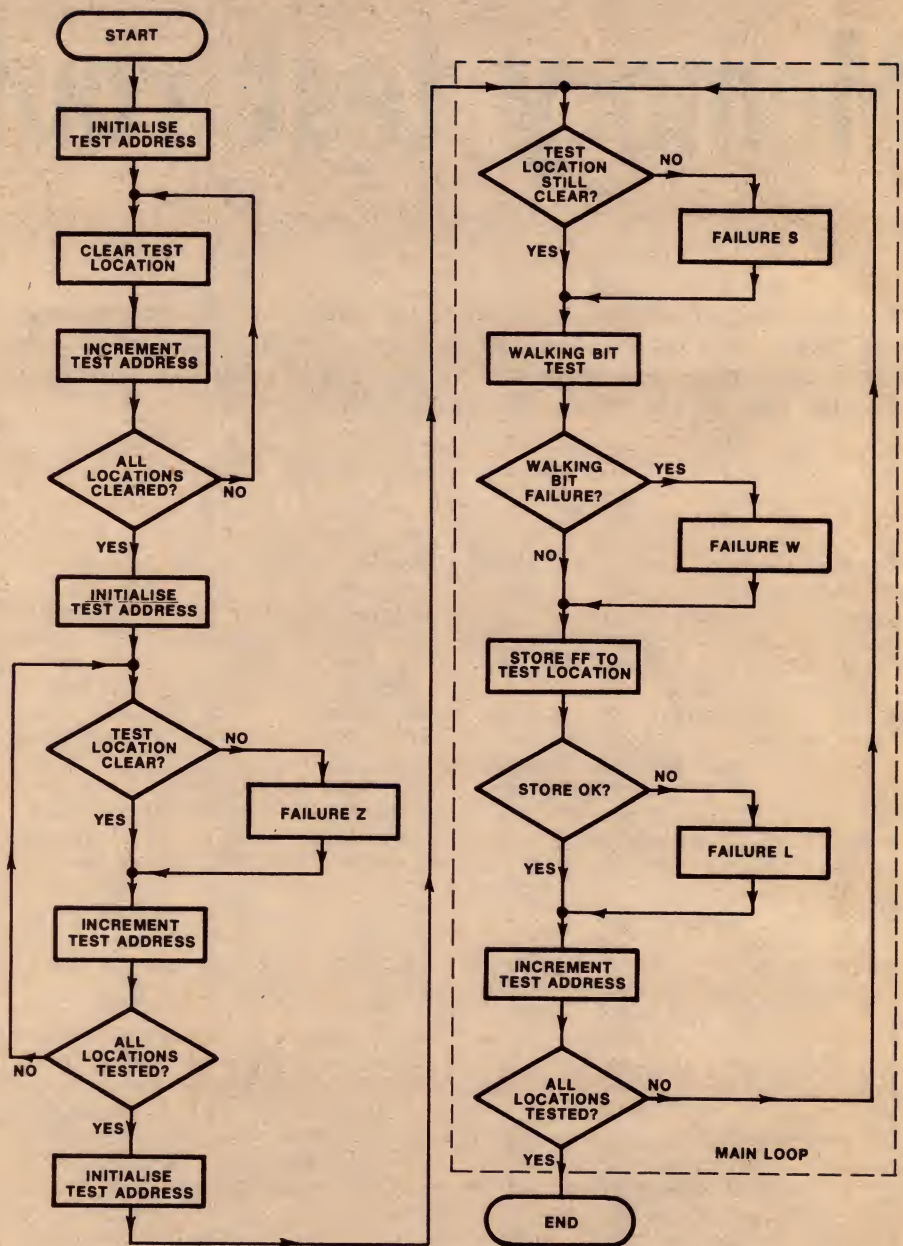 START
INITIALISE
TEST ADDRESS
CLEAR TEST
LOCATION
INCREMENT
TEST ADDRESS
ALL
LOCATIONS
CLEARED?
NO
YES
INITIALISE
TEST ADDRESS
TEST
LOCATION
CLEAR?
NO
FAILURE Z
YES
INCREMENT
TEST ADDRESS
ALL
LOCATIONS
TESTED?
NO
YES
INITIALISE
TEST ADDRESS
TEST
LOCATION
STILL
CLEAR?
NO
FAILURE S
YES
WALKING BIT
TEST
WALKING
BIT
FAILURE?
YES
FAILURE W
NO
STORE FF TO
TEST LOCATION
STORE OK?
NO
FAILURE L
YES
INCREMENT
TEST ADDRESS
ALL
LOCATIONS
TESTED?
NO
YES
MAIN LOOP
END